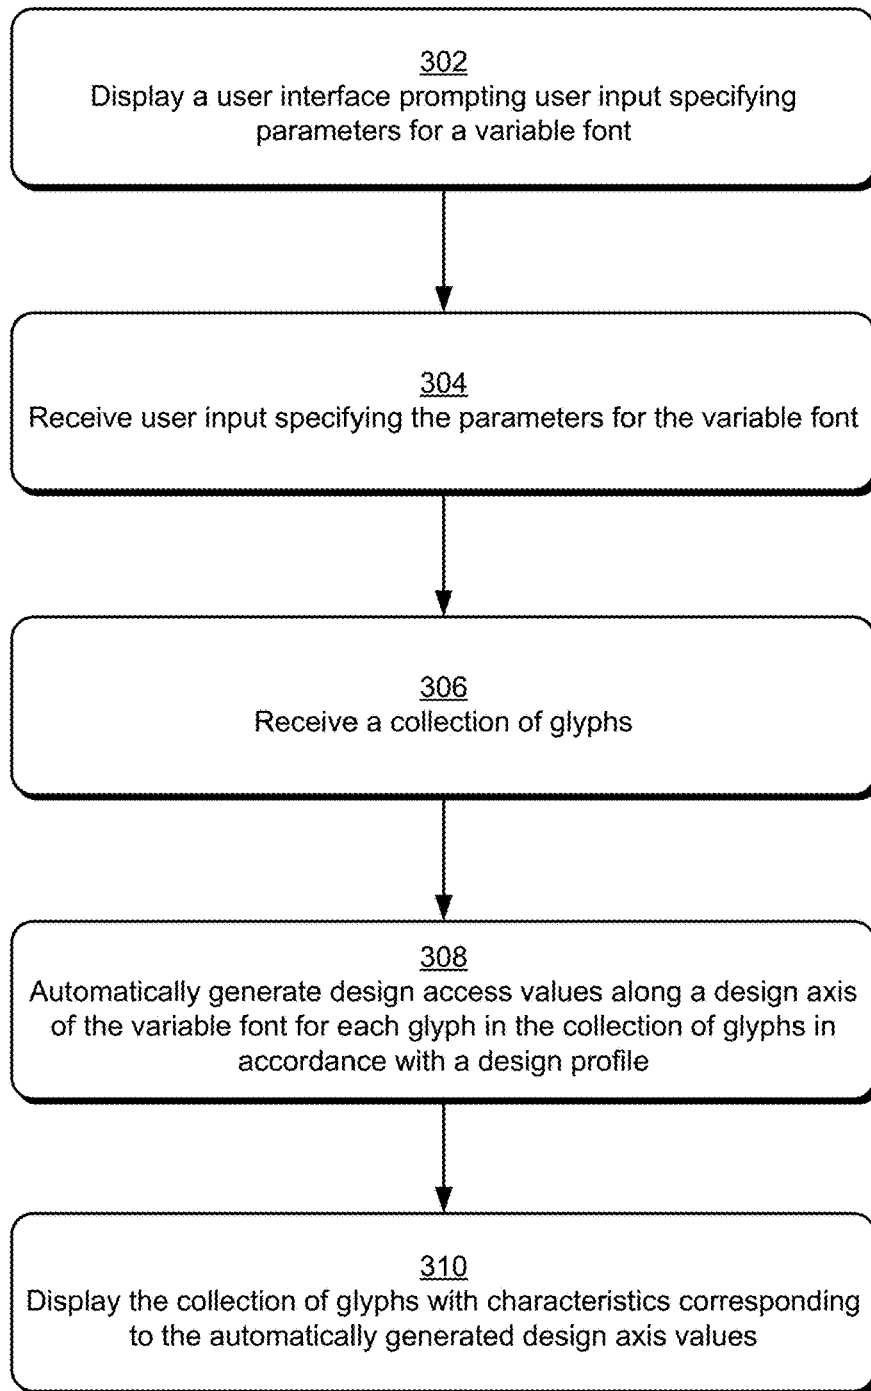 302
Display a user interface prompting user input specifying
parameters for a variable font
304
Receive user input specifying the parameters for the variable font
306
Receive a collection of glyphs
308
Automatically generate design access values along a design axis
of the variable font for each glyph in the collection of glyphs in
accordance with a design profile
310
Display the collection of glyphs with characteristics corresponding
to the automatically generated design axis values